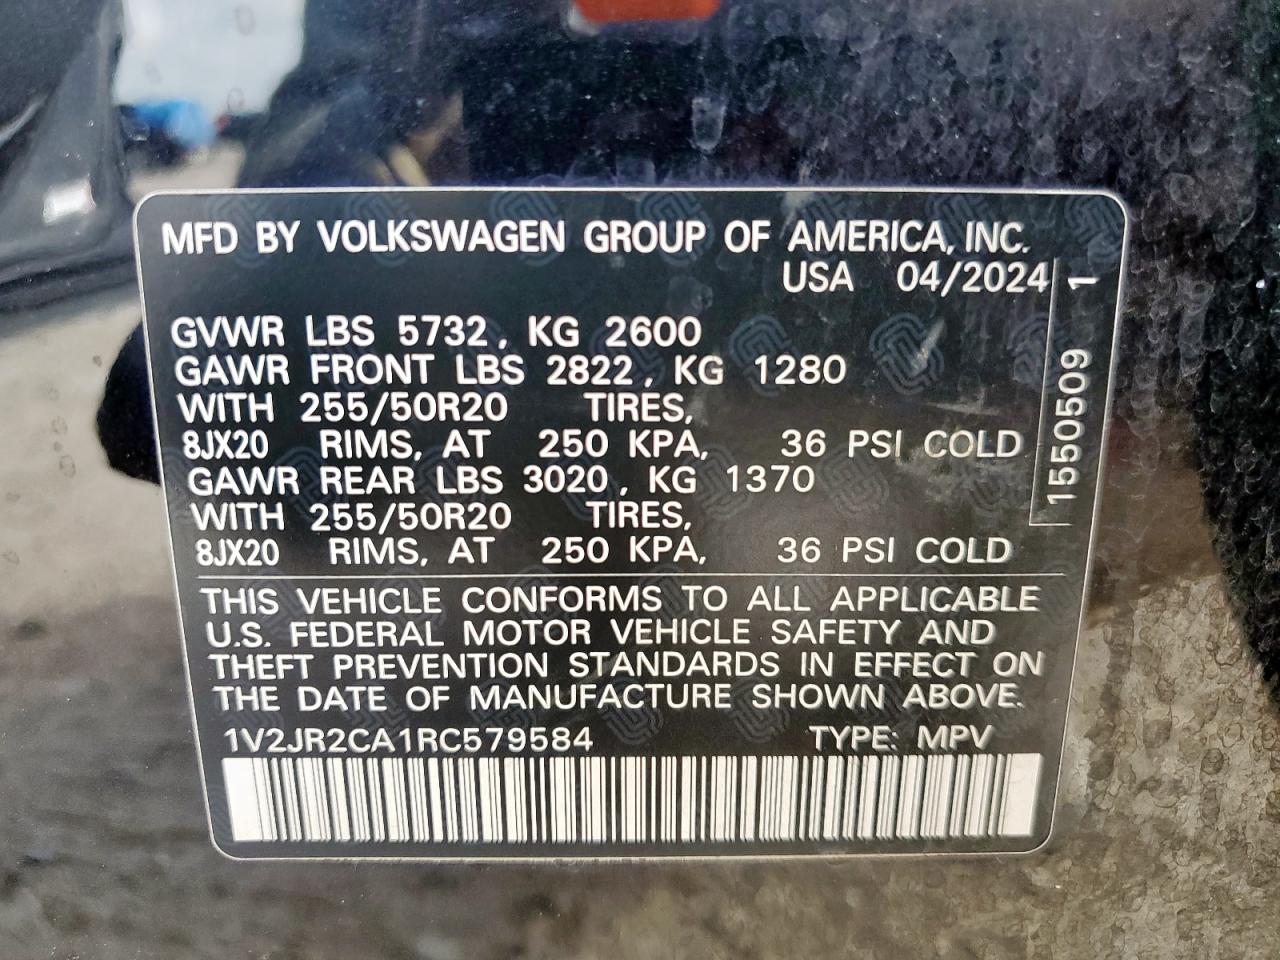 MFD BY VOLKSWAGEN GROUP OF AMERICA, INC.
USA 04/2024
GVWR LBS 5732, KG 2600
GAWR FRONT LBS 2822, KG 1280
WITH 255/50R20 TIRES,
8JX20 RIMS, AT 250 KPA, 36 PSI COLD
GAWR REAR LBS 3020, KG 1370
WITH 255/50R20 TIRES,
8JX20 RIMS, AT 250 KPA, 36 PSI COLD
1550509 1
THIS VEHICLE CONFORMS TO ALL APPLICABLE
U.S. FEDERAL MOTOR VEHICLE SAFETY AND
THEFT PREVENTION STANDARDS IN EFFECT ON
THE DATE OF MANUFACTURE SHOWN ABOVE.
1V2JR2CA1RC579584 TYPE: MPV